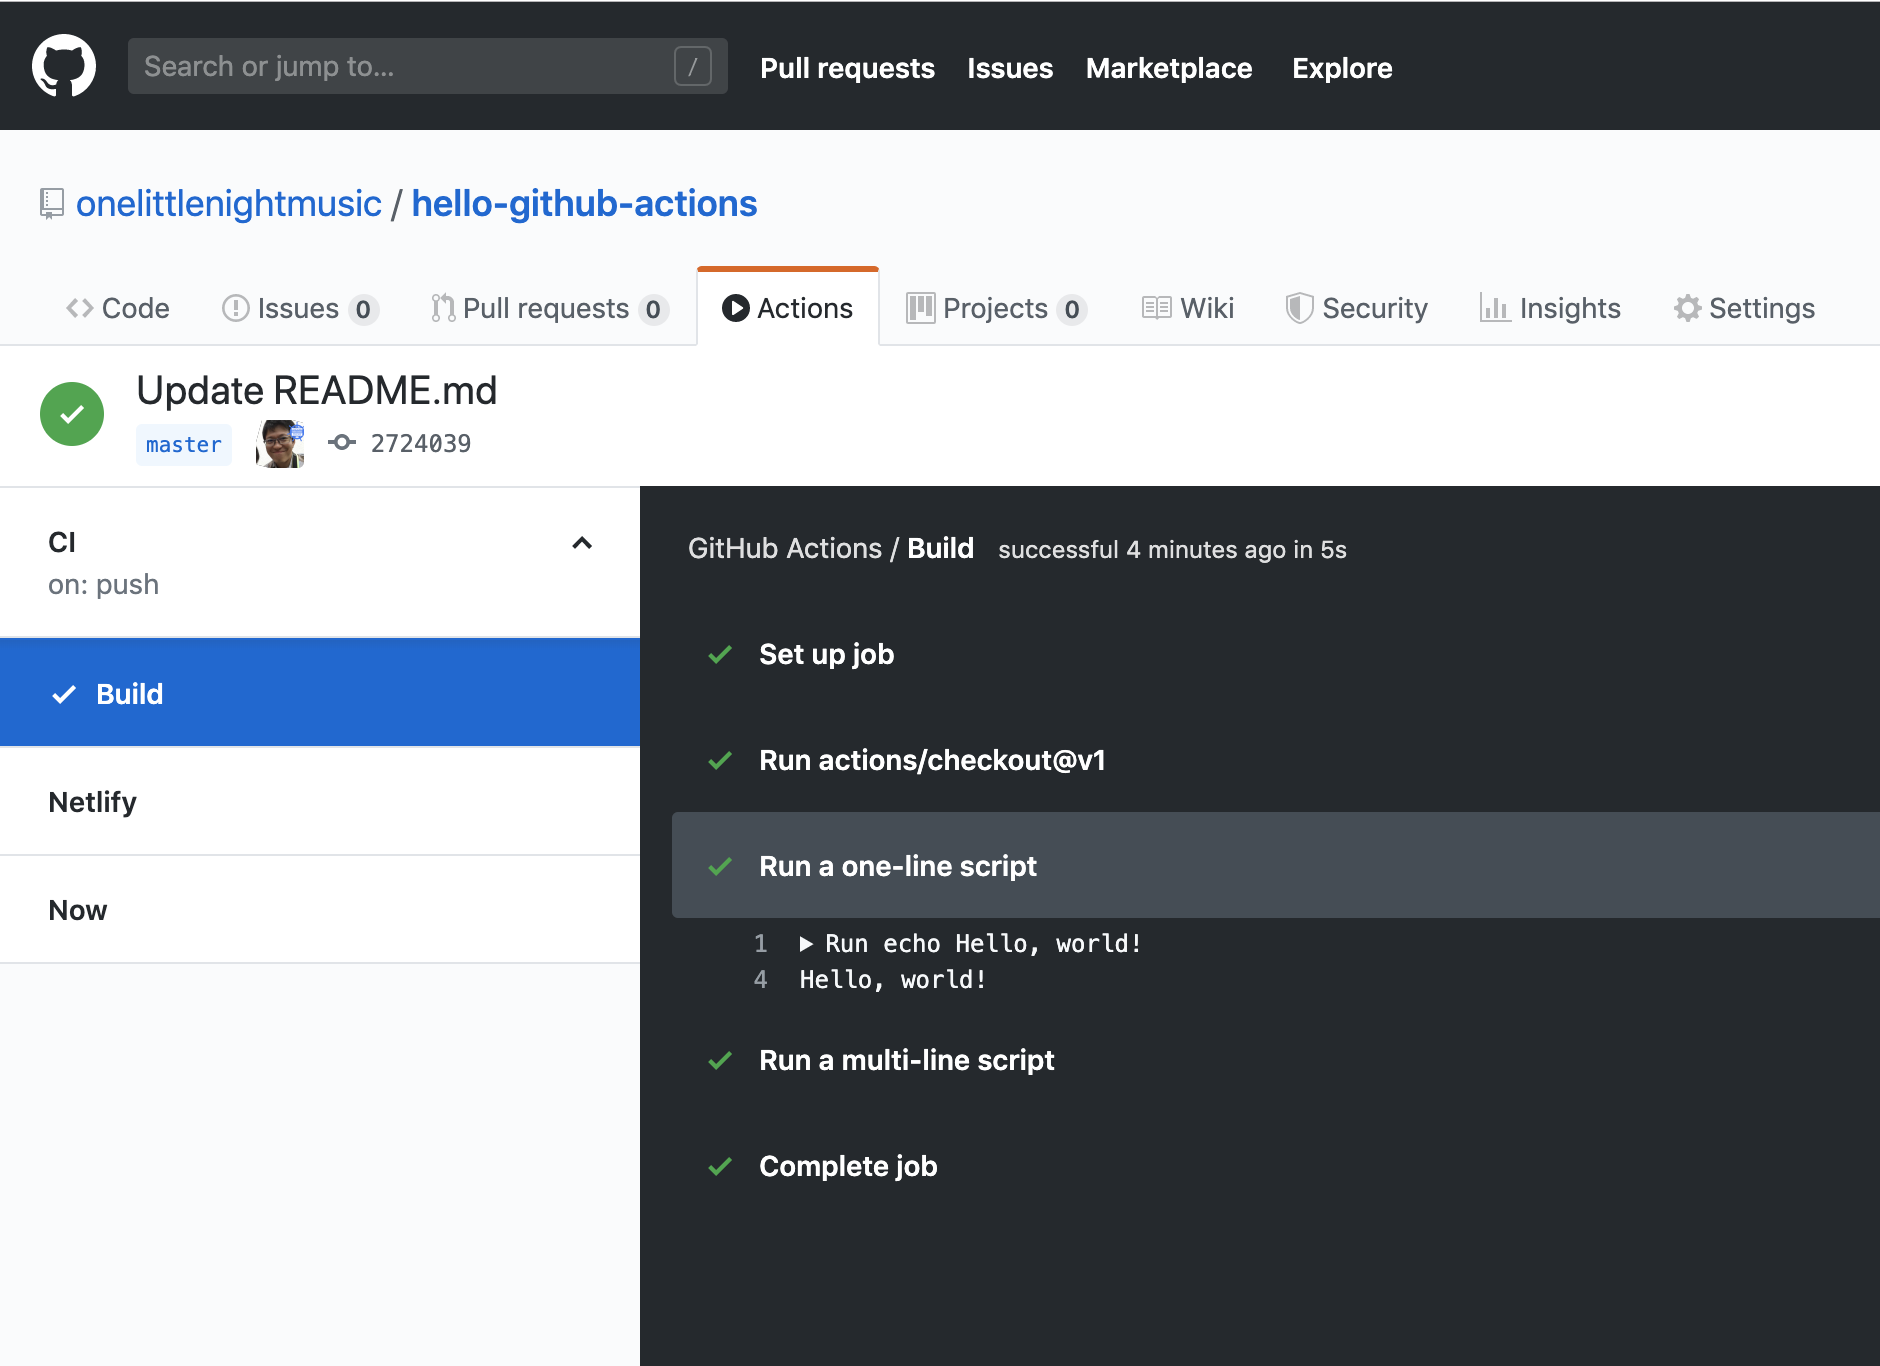 Search or jump to... /
Pull requests Issues Marketplace Explore
onelittlenightmusic / hello-github-actions
Code Issues 0 Pull requests 0 Actions Projects 0 Wiki Security Insights Settings
Update README.md
master 2724039
CI
on: push
Build
Netlify
Now
GitHub Actions / Build successful 4 minutes ago in 5s
Set up job
Run actions/checkout@v1
Run a one-line script
1 Run echo Hello, world!
4 Hello, world!
Run a multi-line script
Complete job